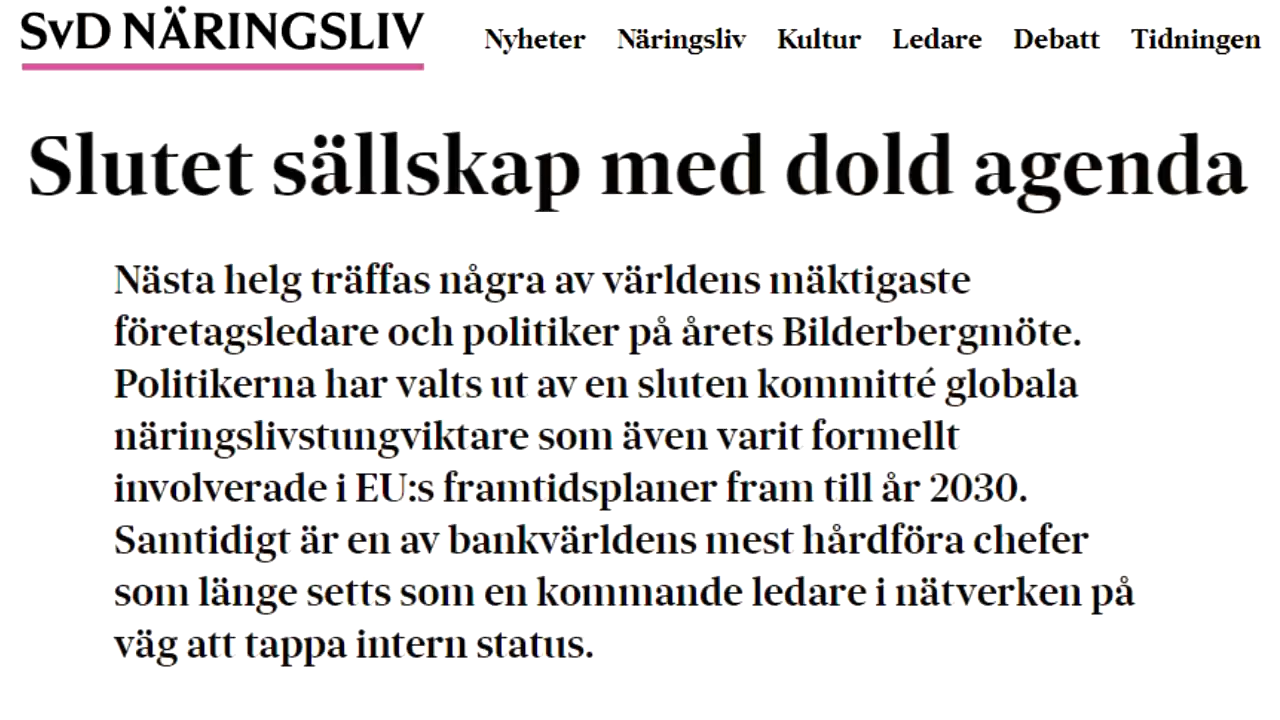 SvD NÄRINGSLIV
Nyheter Näringsliv Kultur Ledare Debatt Tidningen
Slutet sällskap med dold agenda
Nästa helg träffas några av världens mäktigaste
företagsledare och politiker på årets Bilderbergmöte.
Politikerna har valts ut av en sluten kommitté globala
näringslivstungviktare som även varit formellt
involverade i EU:s framtidsplaner fram till år 2030.
Samtidigt är en av bankvärldens mest hårdföra chefer
som länge setts som en kommande ledare i nätverken på
väg att tappa intern status.